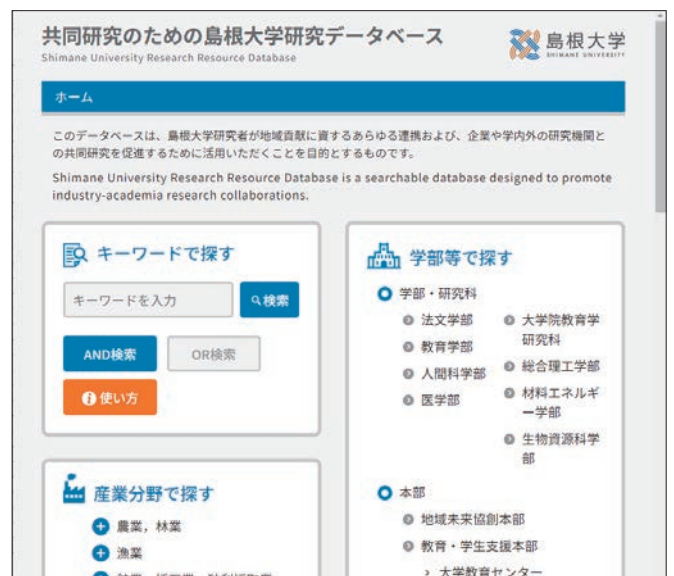 共同研究のための島根大学研究データベース
Shimane University Research Resource Database
島根大学
SHIMANE UNIVERSITY
ホーム
このデータベースは、島根大学研究者が地域貢献に資するあらゆる連携および、企業や学内外の研究機関と
の共同研究を促進するために活用いただくことを目的とするものです。
Shimane University Research Resource Database is a searchable database designed to promote
industry-academia research collaborations.
キーワードで探す
キーワードを入力
検索
AND検索
OR検索
使い方
産業分野で探す
農業，林業
漁業
学部等で探す
学部・研究科
法文学部
教育学部
人間科学部
医学部
大学院教育学
研究科
総合理工学部
材料エネルギ
ー学部
生物資源科学
部
本部
地域未来協創本部
教育・学生支援本部
大学教育センター